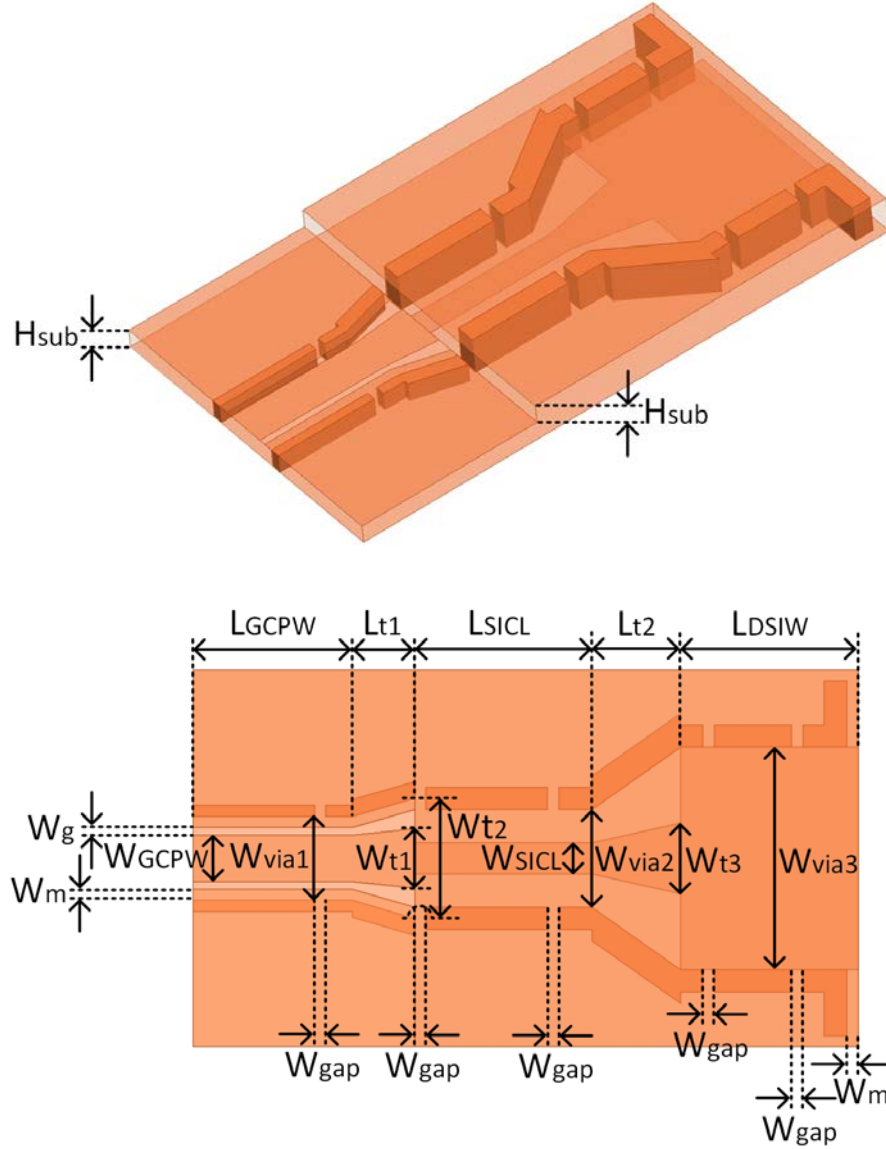 Hsub
Hsub
LGCPW Lt1 LSICL Lt2 LDSIW
Wg
WGCPW Wvia1 Wt1 Wt2 WSICL Wvia2 Wt3 Wvia3
Wm
Wgap Wgap Wgap Wgap Wm
Wgap